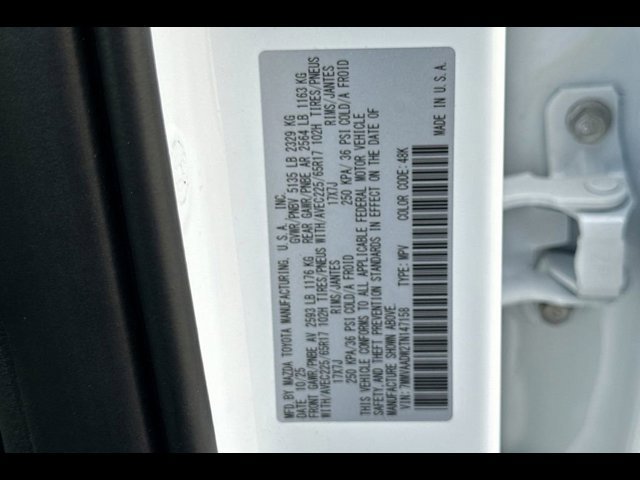 MFD.BY MAZDA TOYOTA MANUFACTURING, U.S.A., INC.
DATE 10/25 GVWR/PNBV 5135 LB 2329 KG
FRONT GAWR/PNBE AV 2593 LB 1176 KG REAR GAWR/PNBE AR 2564 LB 1163 KG
WITH/AVEC225/65R17 102H TIRES/PNEUS WITH/AVEC225/65R17 102H TIRES/PNEUS
17X7J RIMS/JANTES 17X7J RIMS/JANTES
250 KPA/36 PSI COLD/A FROID 250 KPA/ 36 PSI COLD/A FROID
THIS VEHICLE CONFORMS TO ALL APPLICABLE FEDERAL MOTOR VEHICLE
SAFETY,AND THEFT PREVENTION STANDARDS IN EFFECT ON THE DATE OF
MANUFACTURE SHOWN ABOVE.
VIN: TYPE: MPV COLOR CODE: 48K
MADE IN U.S.A.